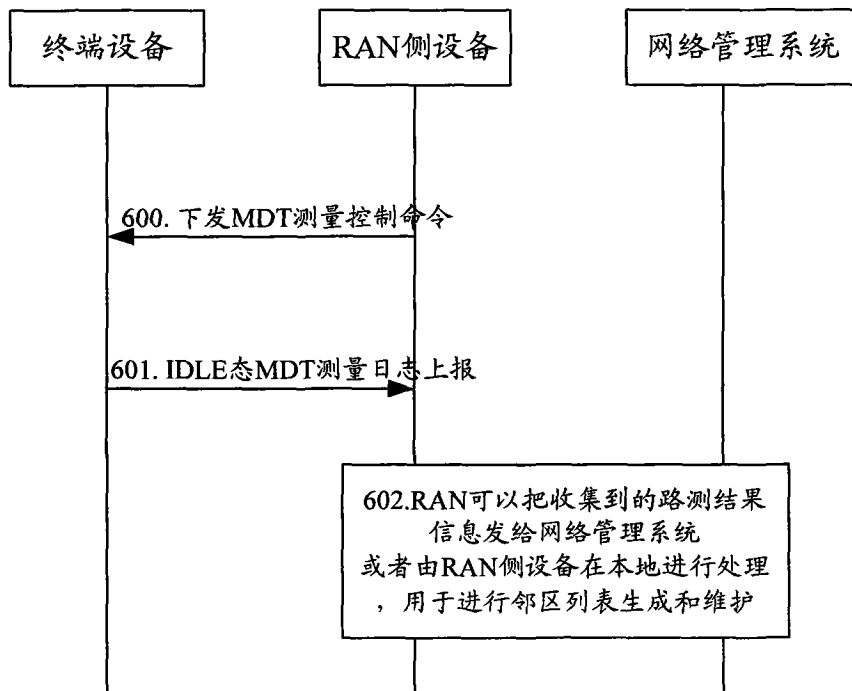 终端设备
RAN侧设备
网络管理系统
600. 下发MDT测量控制命令
601. IDLE态MDT测量日志上报
602.RAN可以把收集到的路测结果
信息发给网络管理系统
或者由RAN侧设备在本地进行处理
，用于进行邻区列表生成和维护